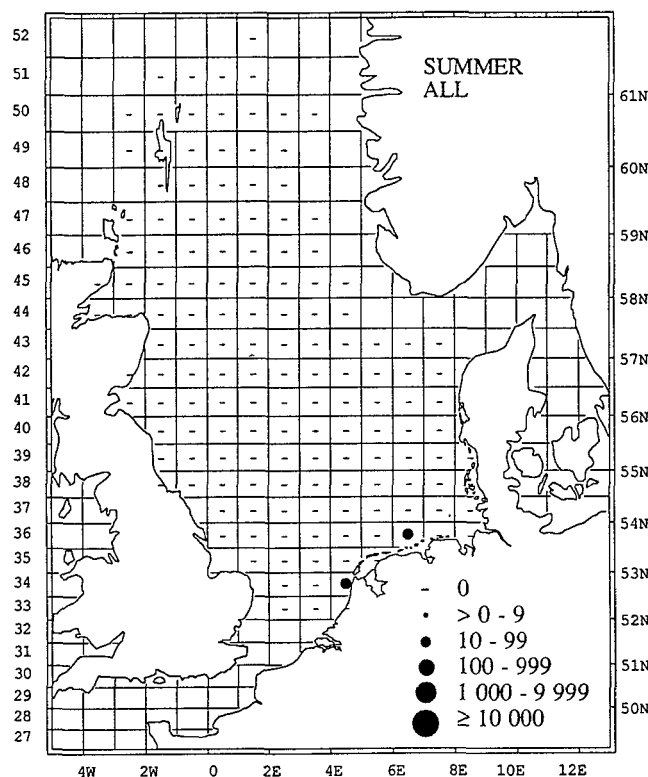 52
SUMMER
ALL
51
61N
50
49
60N
48
47
59N
46
45
58N
44
43
57N
42
41
56N
40
39
55N
38
37
54N
36
35
53N
34
- 0
33
> 0 - 9
52N
32
10 - 99
31
100 - 999
51N
30
1 000 - 9 999
29
≥ 10 000
50N
28
27
4W 2W 0 2E 4E 6E 8E 10E 12E